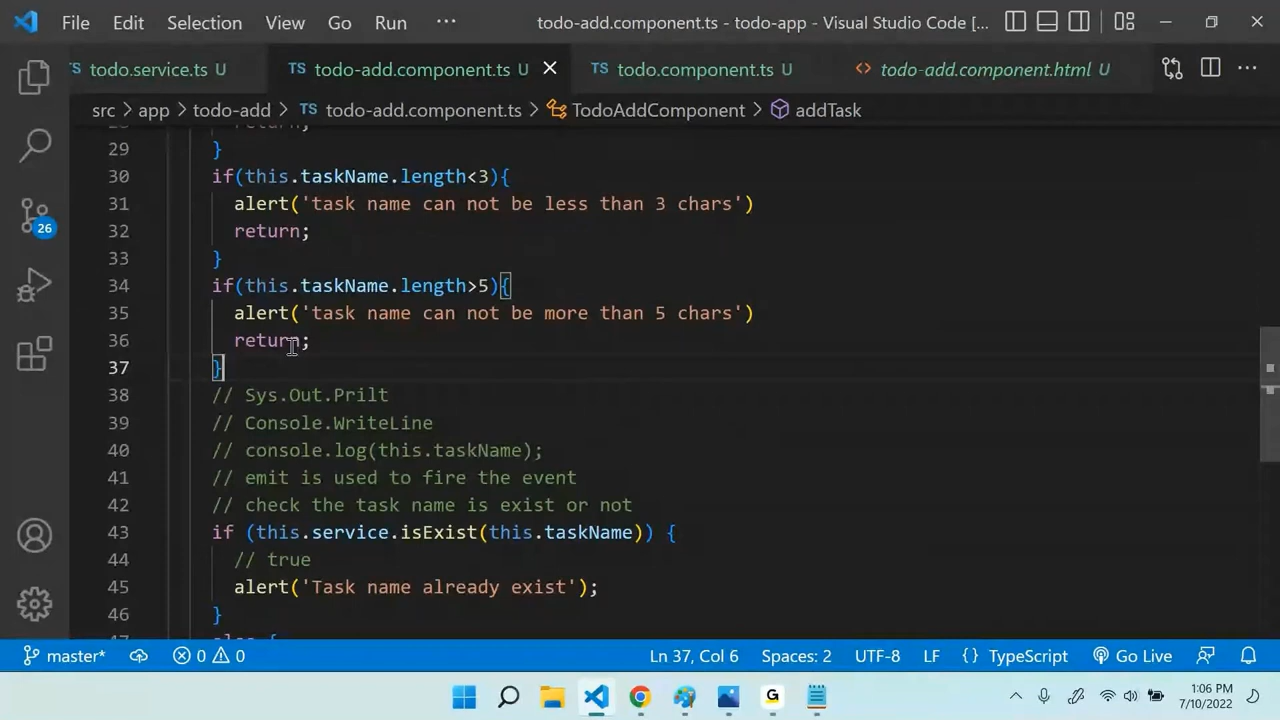 File Edit Selection View Go Run ··· todo-add.component.ts - todo-app - Visual Studio Code [...
TS todo.service.ts U TS todo-add.component.ts U TS todo.component.ts U <> todo-add.component.html U ···
src > app > todo-add > TS todo-add.component.ts > TodoAddComponent > addTask
28 return;
29 }
30 if(this.taskName.length<3){
31 alert('task name can not be less than 3 chars')
32 return;
33 }
34 if(this.taskName.length>5){
35 alert('task name can not be more than 5 chars')
36 return;
37 }
38 // Sys.Out.Prilt
39 // Console.WriteLine
40 // console.log(this.taskName);
41 // emit is used to fire the event
42 // check the task name is exist or not
43 if (this.service.isExist(this.taskName)) {
44 // true
45 alert('Task name already exist');
46 }
47 else {
26
master* 0 0 Ln 37, Col 6 Spaces: 2 UTF-8 LF {} TypeScript Go Live
G 1:06 PM
7/10/2022